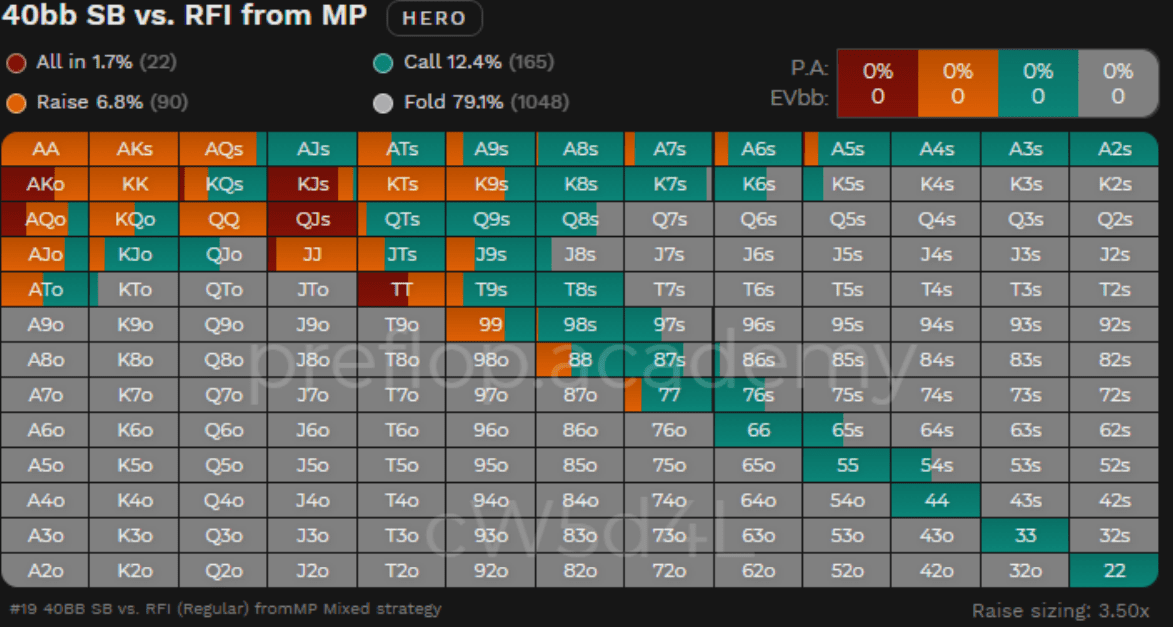 40bb SB vs. RFI from MP HERO
All in 1.7% (22) Call 12.4% (165)
Raise 6.8% (90) Fold 79.1% (1048)
P.A: 0% 0% 0% 0%
EVbb: 0 0 0 0
AA AKs AQs AJs ATs A9s A8s A7s A6s A5s A4s A3s A2s
AKo KK KQs KJs KTs K9s K8s K7s K6s K5s K4s K3s K2s
AQo KQo QQ QJs QTs Q9s Q8s Q7s Q6s Q5s Q4s Q3s Q2s
AJo KJo QJo JJ JTs J9s J8s J7s J6s J5s J4s J3s J2s
ATo KTo QTo JTo TT T9s T8s T7s T6s T5s T4s T3s T2s
A9o K9o Q9o J9o T9o 99 98s 97s 96s 95s 94s 93s 92s
A8o K8o Q8o J8o T8o 98o 88 87s 86s 85s 84s 83s 82s
preflop.academy
A7o K7o Q7o J7o T7o 97o 87o 77 76s 75s 74s 73s 72s
A6o K6o Q6o J6o T6o 96o 86o 76o 66 65s 64s 63s 62s
A5o K5o Q5o J5o T5o 95o 85o 75o 65o 55 54s 53s 52s
A4o K4o Q4o J4o T4o 94o 84o 74o 64o 54o 44 43s 42s
A3o K3o Q3o J3o T3o 93o 83o 73o 63o 53o 43o 33 32s
cW5d4L
A2o K2o Q2o J2o T2o 92o 82o 72o 62o 52o 42o 32o 22
#19 40BB SB vs. RFI (Regular) fromMP Mixed strategy
Raise sizing: 3.50x